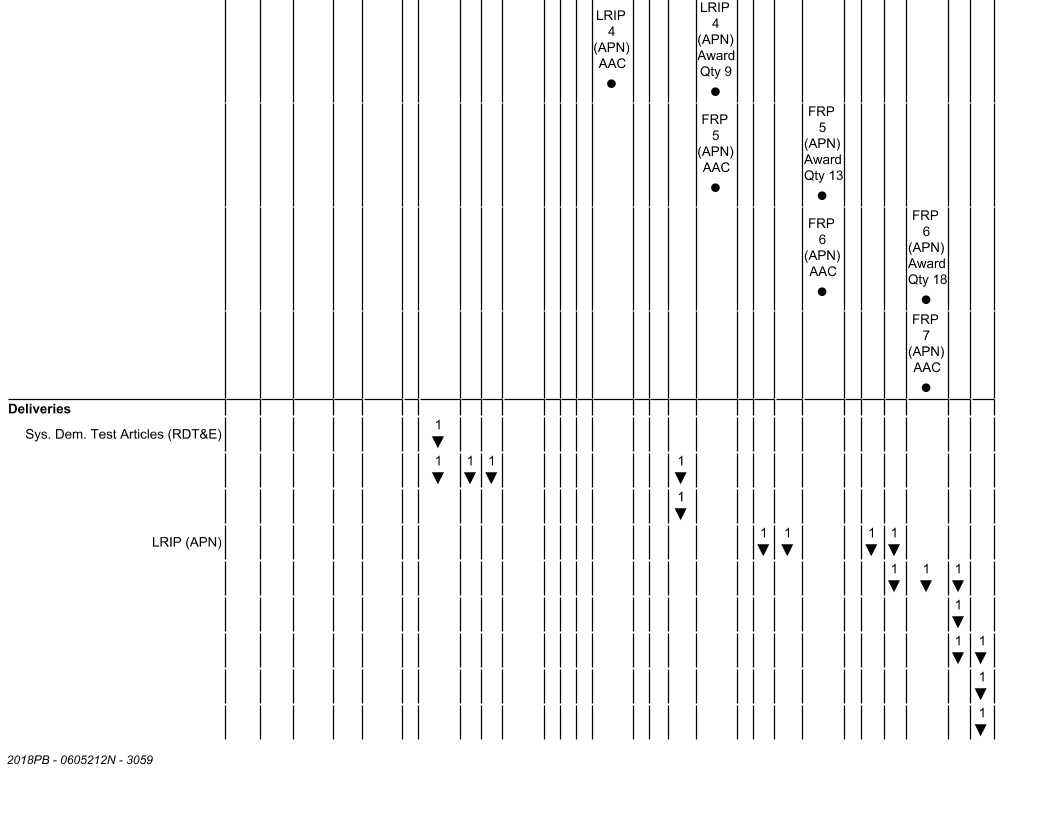 LRIP
4
(APN)
AAC
●
LRIP
4
(APN)
Award
Qty 9
●
FRP
5
(APN)
AAC
●
FRP
5
(APN)
Award
Qty 13
●
FRP
6
(APN)
AAC
●
FRP
6
(APN)
Award
Qty 18
●
FRP
7
(APN)
AAC
●
Deliveries
Sys. Dem. Test Articles (RDT&E)
1
▼
1 1 1 1
▼ ▼ ▼ ▼
1
▼
LRIP (APN)
1 1 1 1
▼ ▼ ▼ ▼
1 1 1
▼ ▼ ▼
1
▼
1 1
▼ ▼
1
▼
1
▼
2018PB - 0605212N - 3059